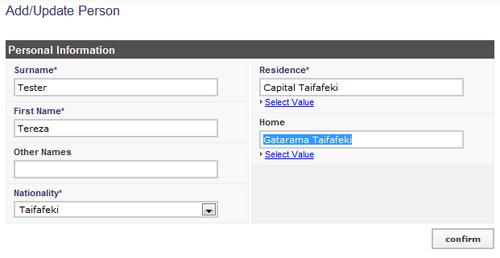 Add/Update Person
Personal Information
Surname*
Tester
First Name*
Tereza
Other Names
Nationality*
Taifafeki
Residence*
Capital Taifafeki
Select Value
Home
Gatarama Taifafeki
Select Value
confirm